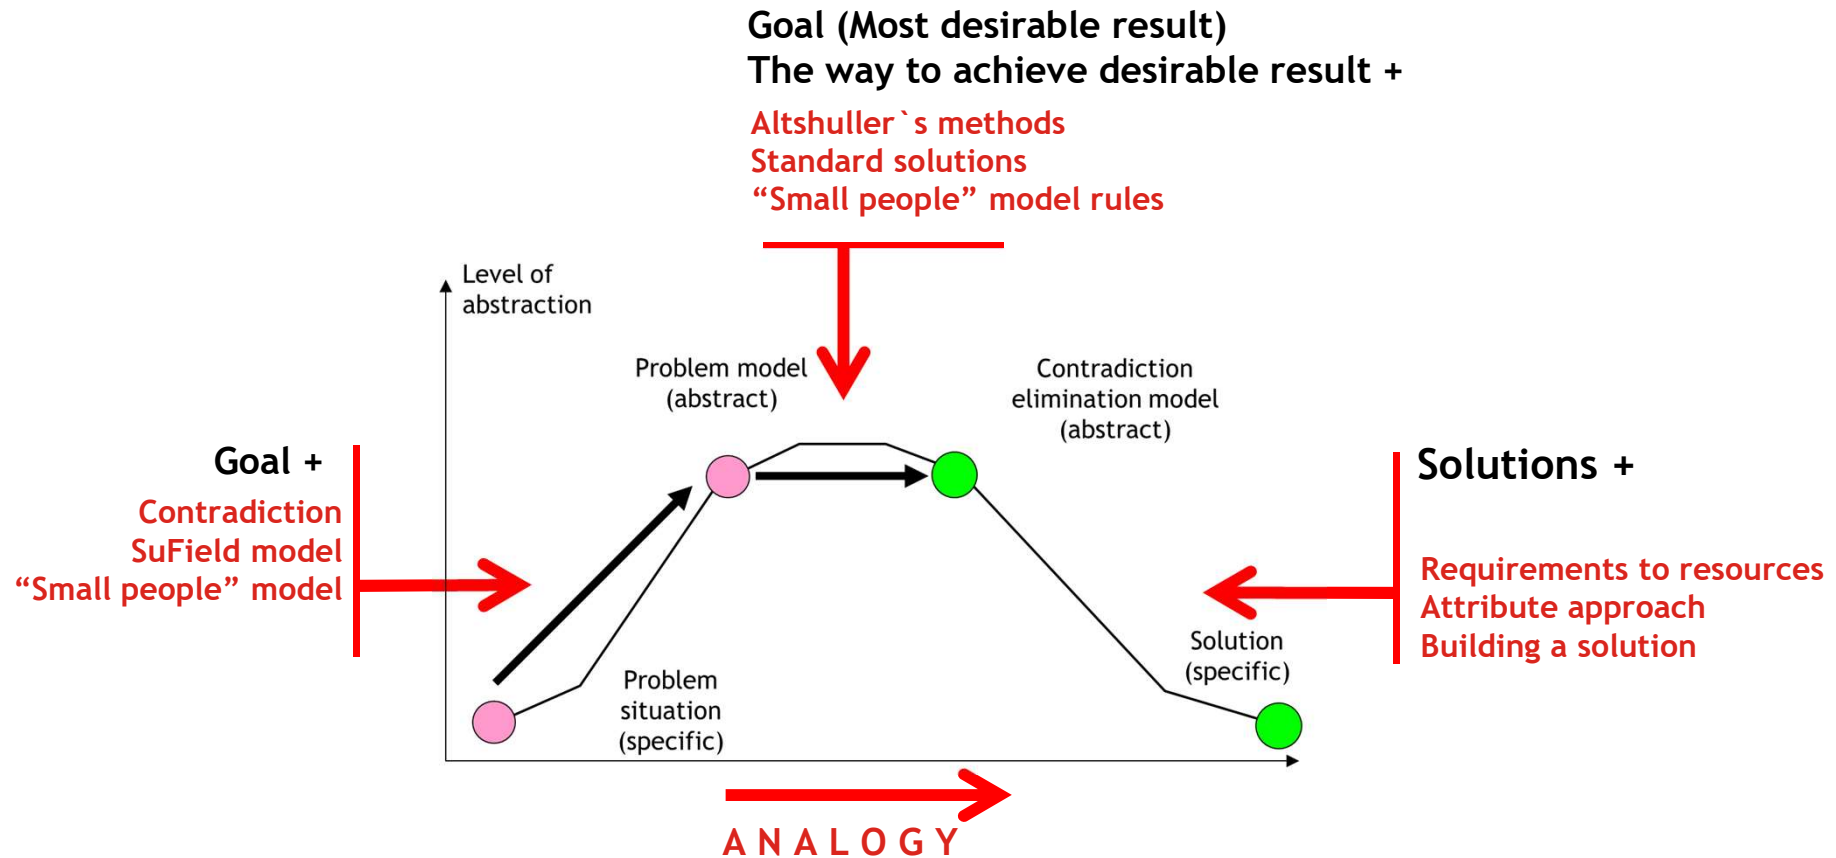 Goal (Most desirable result)
The way to achieve desirable result +
Altshuller`s methods
Standard solutions
“Small people” model rules
Level of
abstraction
Problem model
(abstract)
Contradiction
elimination model
(abstract)
Goal +
Contradiction
SuField model
“Small people” model
Solutions +
Requirements to resources
Attribute approach
Building a solution
Solution
(specific)
Problem
situation
(specific)
ANALOGY